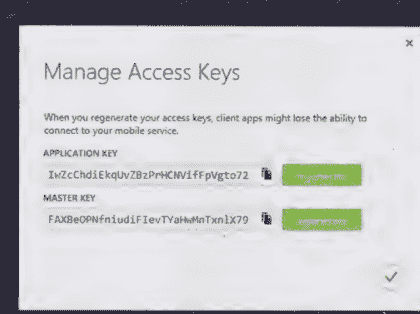 Manage Access Keys
When you regenerate your access keys, client apps might lose the ability to
connect to your mobile service.
APPLICATION KEY
IwZcChdiEkqUvZBzPrHCNVifFpVgto72
MASTER KEY
FAXBeOPNfniudiFIevTYaHwMnTxnlX79